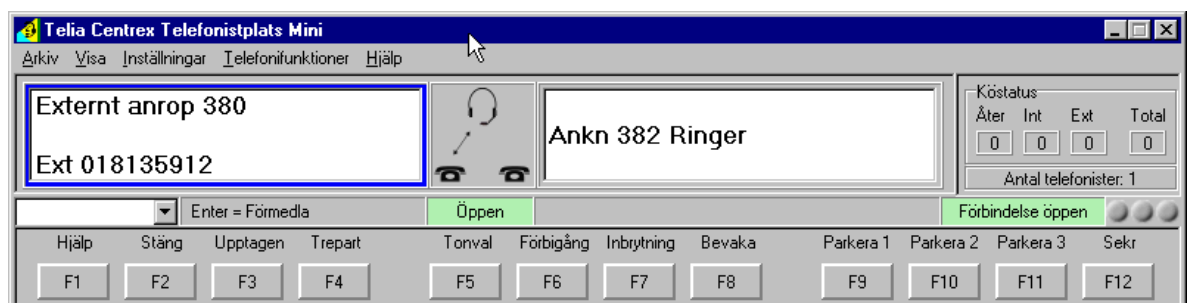 Telia Centrex Telefonistplats Mini
Arkiv Visa Inställningar Telefonifunktioner Hjälp
Externt anrop 380
Ext 018135912
Ankn 382 Ringer
Köstatus
Åter Int Ext Total
0 0 0 0
Antal telefonister: 1
Enter = Förmedla Öppen Förbindelse öppen
Hjälp Stäng Upptagen Trepart Tonval Förbigång Inbrytning Bevaka Parkera 1 Parkera 2 Parkera 3 Sekr
F1 F2 F3 F4 F5 F6 F7 F8 F9 F10 F11 F12